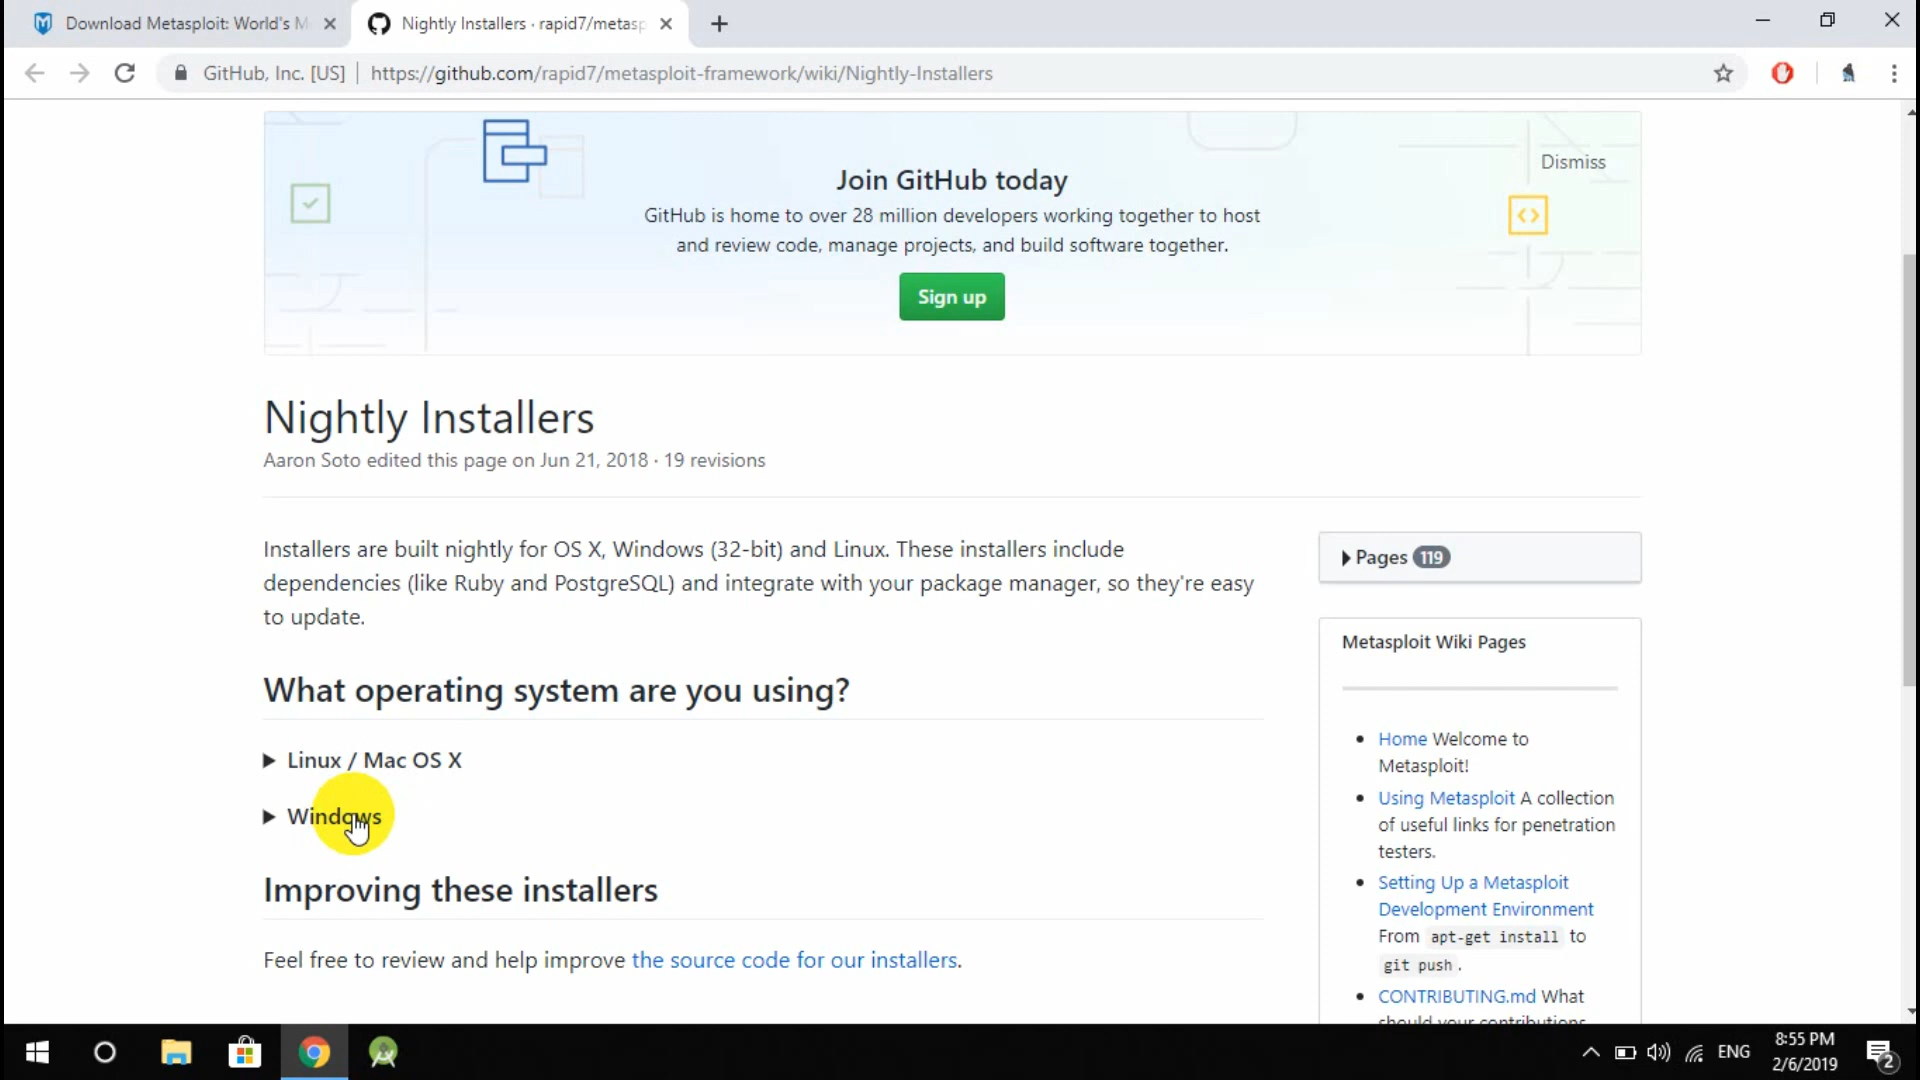 Download Metasploit: World's M
Nightly Installers · rapid7/metasp
GitHub, Inc. [US]
https://github.com/rapid7/metasploit-framework/wiki/Nightly-Installers
Join GitHub today
Dismiss
GitHub is home to over 28 million developers working together to host
and review code, manage projects, and build software together.
Sign up
Nightly Installers
Aaron Soto edited this page on Jun 21, 2018 · 19 revisions
Installers are built nightly for OS X, Windows (32-bit) and Linux. These installers include
dependencies (like Ruby and PostgreSQL) and integrate with your package manager, so they're easy
to update.
What operating system are you using?
Linux / Mac OS X
Windows
Improving these installers
Feel free to review and help improve the source code for our installers.
Pages 119
Metasploit Wiki Pages
Home Welcome to
Metasploit!
Using Metasploit A collection
of useful links for penetration
testers.
Setting Up a Metasploit
Development Environment
From apt-get install to
git push.
CONTRIBUTING.md What
should your contributions
ENG
8:55 PM
2/6/2019
2